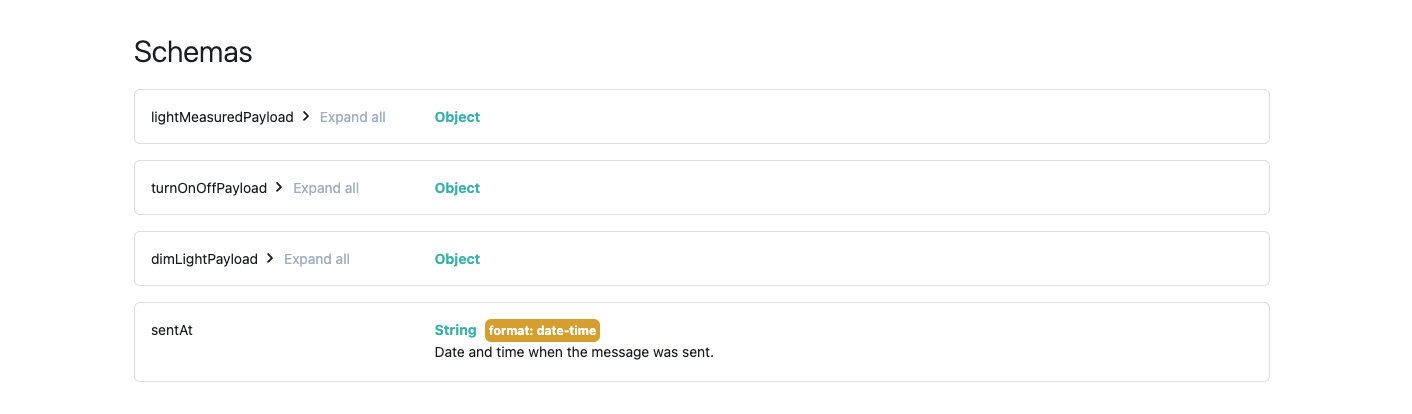 Schemas
lightMeasuredPayload > Expand all Object
turnOnOffPayload > Expand all Object
dimLightPayload > Expand all Object
sentAt String format: date-time
Date and time when the message was sent.